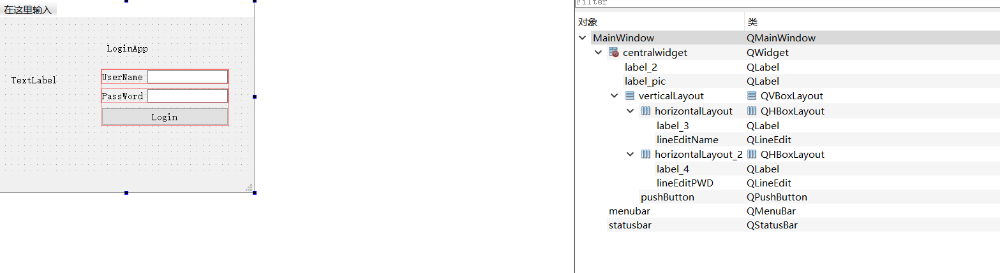 在这里输入
LoginApp
TextLabel
UserName
PassWord
Login
Filter
对象 类
MainWindow QMainWindow
centralwidget QWidget
label_2 QLabel
label_pic QLabel
verticalLayout QVBoxLayout
horizontalLayout QHBoxLayout
label_3 QLabel
lineEditName QLineEdit
horizontalLayout_2 QHBoxLayout
label_4 QLabel
lineEditPWD QLineEdit
pushButton QPushButton
menubar QMenuBar
statusbar QStatusBar